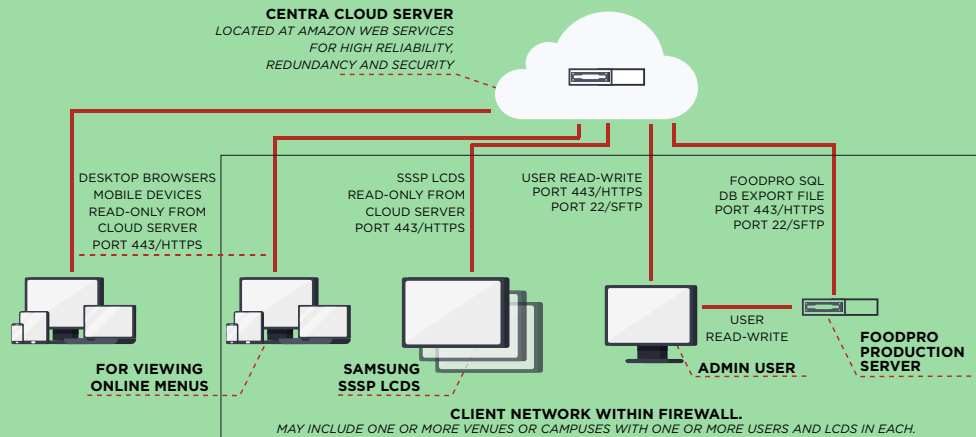 CENTRA CLOUD SERVER
LOCATED AT AMAZON WEB SERVICES
FOR HIGH RELIABILITY,
REDUNDANCY AND SECURITY
DESKTOP BROWSERS
MOBILE DEVICES
READ-ONLY FROM
CLOUD SERVER
PORT 443/HTTPS
SSSP LCDS
READ-ONLY FROM
CLOUD SERVER
PORT 443/HTTPS
USER READ-WRITE
PORT 443/HTTPS
PORT 22/SFTP
FOODPRO SQL
DB EXPORT FILE
PORT 443/HTTPS
PORT 22/SFTP
FOR VIEWING
ONLINE MENUS
SAMSUNG
SSSP LCDS
ADMIN USER
USER
READ-WRITE
FOODPRO
PRODUCTION
SERVER
CLIENT NETWORK WITHIN FIREWALL.
MAY INCLUDE ONE OR MORE VENUES OR CAMPUSES WITH ONE OR MORE USERS AND LCDS IN EACH.